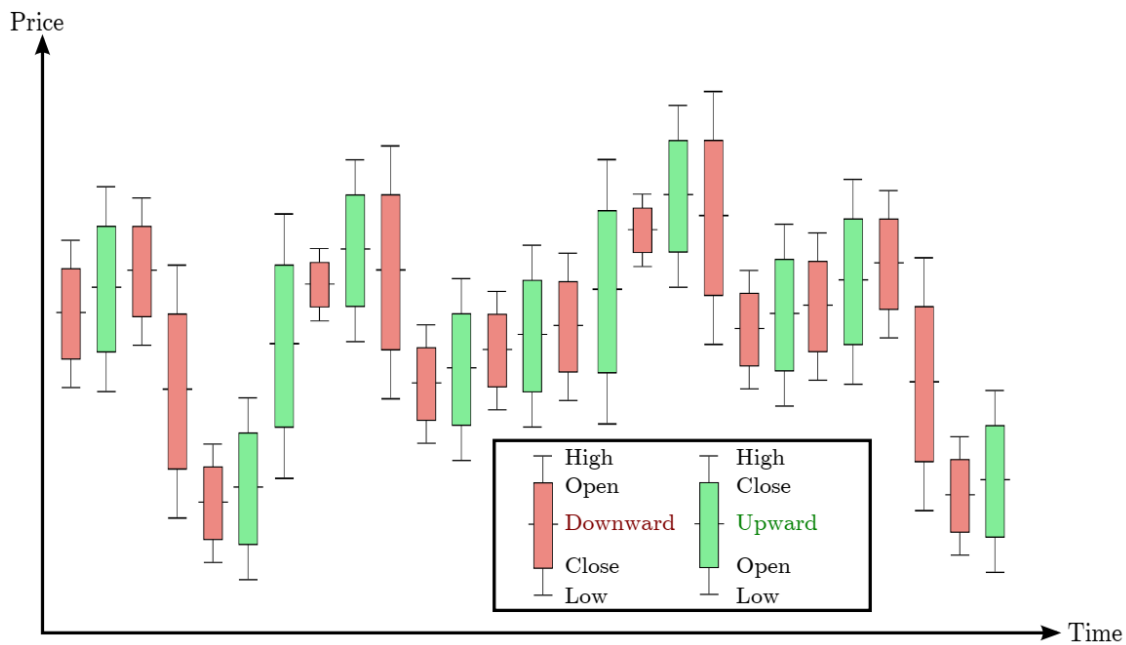 Price
High High
Open Close
Downward Upward
Close Open
Low Low
Time